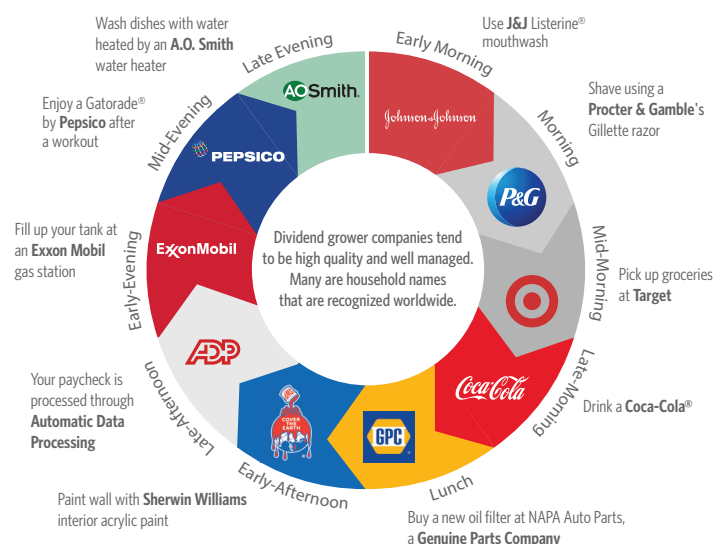 Early Morning
Use J&J Listerine®
mouthwash
Johnson & Johnson
Morning
Shave using a
Procter & Gamble's
Gillette razor
P&G
Mid-Morning
Pick up groceries
at Target
Late-Morning
Drink a Coca-Cola®
Coca-Cola
Lunch
Buy a new oil filter at NAPA Auto Parts,
a Genuine Parts Company
GPC
Early-Afternoon
Paint wall with Sherwin Williams
interior acrylic paint
COVER
THE
EARTH
Late-Afternoon
Your paycheck is
processed through
Automatic Data
Processing
ADP
Early-Evening
Fill up your tank at
an Exxon Mobil
gas station
ExxonMobil
Mid-Evening
Enjoy a Gatorade®
by Pepsico after
a workout
PEPSICO
Late Evening
Wash dishes with water
heated by an A.O. Smith
water heater
AOSmith.
Dividend grower companies tend
to be high quality and well managed.
Many are household names
that are recognized worldwide.